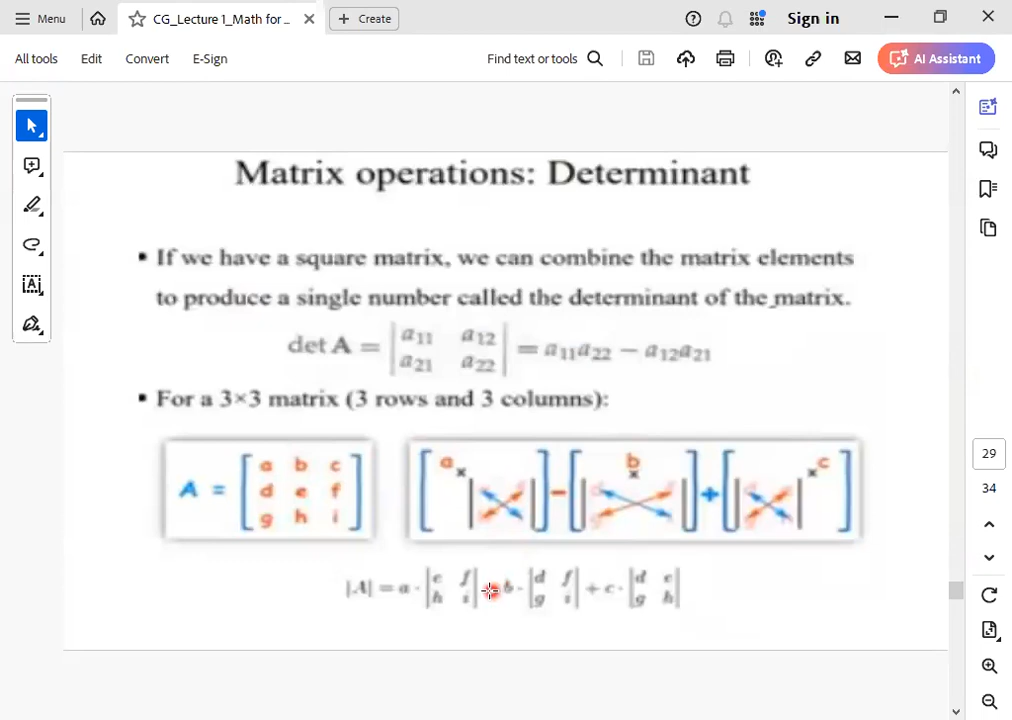 Menu
CG_Lecture 1_Math for ...
Create
Sign in
All tools
Edit
Convert
E-Sign
Find text or tools
AI Assistant
Matrix operations: Determinant
▪ If we have a square matrix, we can combine the matrix elements
to produce a single number called the determinant of the matrix.
det A = | a11 a12 | = a11a22 − a12a21
| a21 a22 |
▪ For a 3×3 matrix (3 rows and 3 columns):
a b c
A = d e f
g h i
a × − b × + × c
|A| = a · | e f | b · | d f | + c · | d e |
| h i | | g i | | g h |
29
34